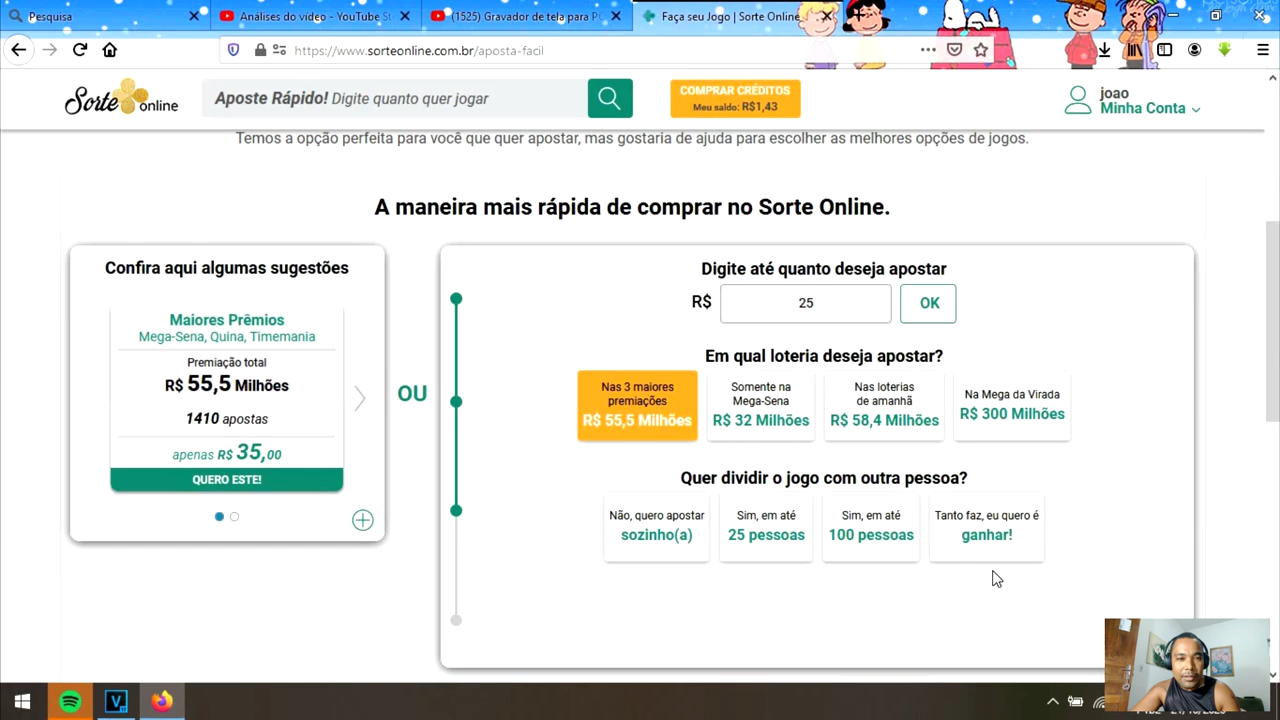 Pesquisa
Análises do vídeo - YouTube St
(1525) Gravador de tela para PC
Faça seu Jogo | Sorte Online
https://www.sorteonline.com.br/aposta-facil
Sorte online
Aposte Rápido! Digite quanto quer jogar
COMPRAR CRÉDITOS
Meu saldo: R$1,43
joao
Minha Conta
Temos a opção perfeita para você que quer apostar, mas gostaria de ajuda para escolher as melhores opções de jogos.
A maneira mais rápida de comprar no Sorte Online.
Confira aqui algumas sugestões
Maiores Prêmios
Mega-Sena, Quina, Timemania
Premiação total
R$ 55,5 Milhões
1410 apostas
apenas R$ 35,00
QUERO ESTE!
OU
Digite até quanto deseja apostar
R$
25
OK
Em qual loteria deseja apostar?
Nas 3 maiores
premiações
R$ 55,5 Milhões
Somente na
Mega-Sena
R$ 32 Milhões
Nas loterias
de amanhã
R$ 58,4 Milhões
Na Mega da Virada
R$ 300 Milhões
Quer dividir o jogo com outra pessoa?
Não, quero apostar
sozinho(a)
Sim, em até
25 pessoas
Sim, em até
100 pessoas
Tanto faz, eu quero é
ganhar!